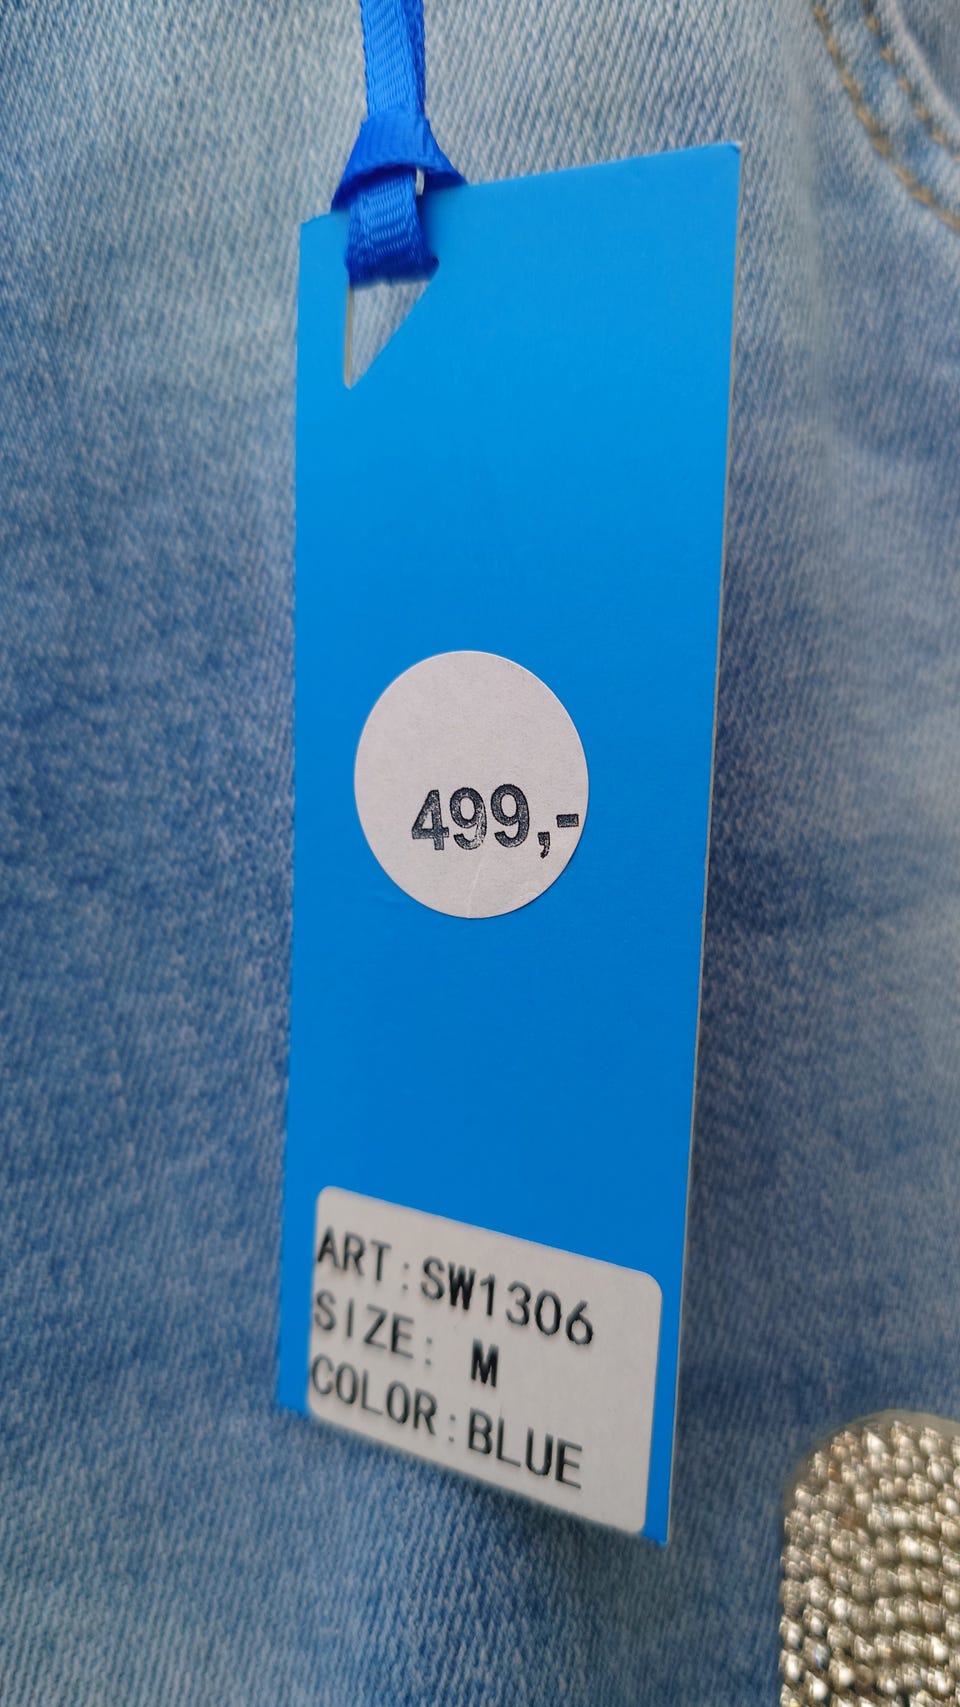 499,-
ART:SW1306
SIZE: M
COLOR:BLUE